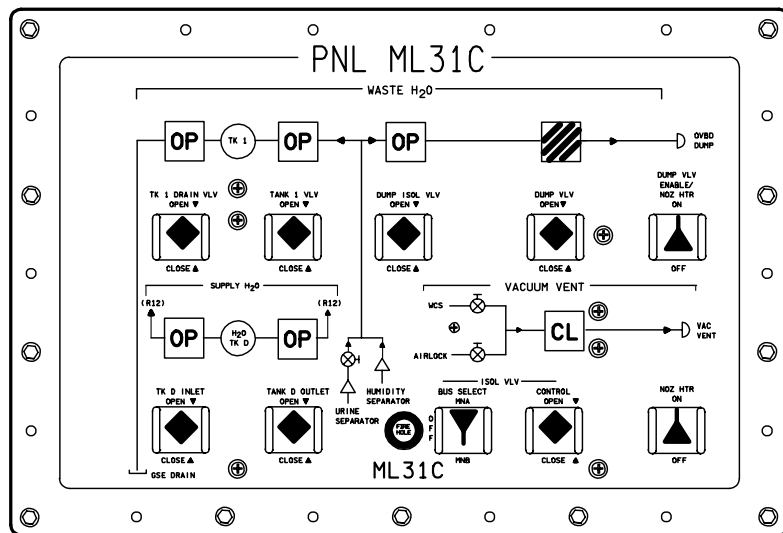 PNL ML31C
WASTE H₂O
OP TK 1 OP OP OVBD
DUMP
TK 1 DRAIN VLV
OPEN ▼
CLOSE ▲
TANK 1 VLV
OPEN ▼
CLOSE ▲
DUMP ISOL VLV
OPEN ▼
CLOSE ▲
DUMP VLV
OPEN ▼
CLOSE ▲
DUMP VLV
ENABLE/
NOZ HTR
ON
OFF
SUPPLY H₂O
(R12) (R12)
OP H₂O
TK D OP
VACUUM VENT
WCS
AIRLOCK
CL
VAC
VENT
TK D INLET
OPEN ▼
CLOSE ▲
TANK D OUTLET
OPEN ▼
CLOSE ▲
URINE
SEPARATOR
HUMIDITY
SEPARATOR
FIRE
HOLE
ISOL VLV
BUS SELECT
MNA
OFF
MNB
CONTROL
OPEN ▼
CLOSE ▲
NOZ HTR
ON
OFF
GSE DRAIN
ML31C